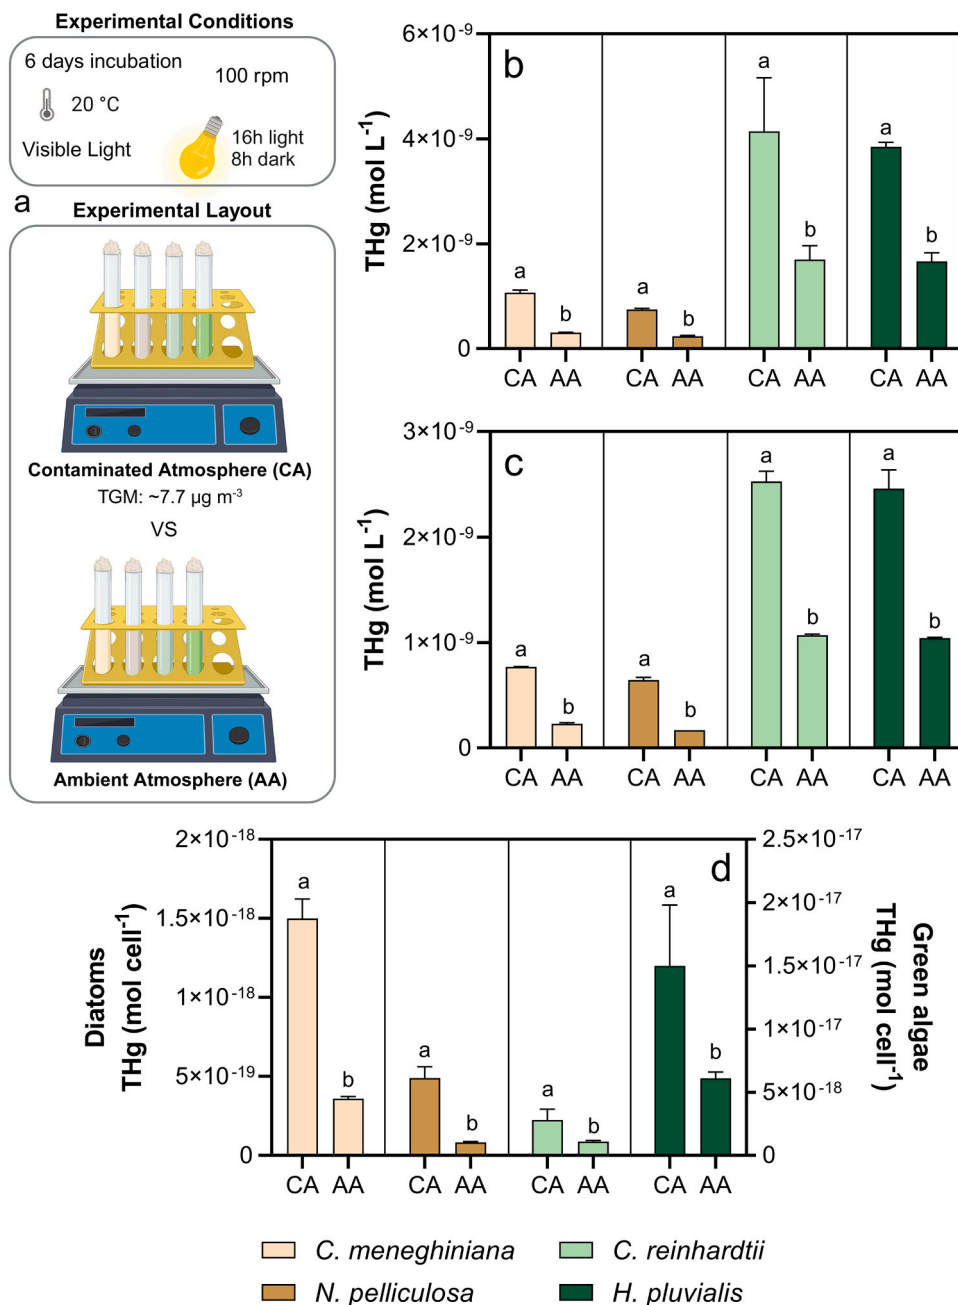 Experimental Conditions
6 days incubation
100 rpm
20 °C
Visible Light
16h light
8h dark
a
Experimental Layout
Contaminated Atmosphere (CA)
TGM: ~7.7 µg m⁻³
VS
Ambient Atmosphere (AA)
b
THg (mol L⁻¹)
6×10⁻⁹
4×10⁻⁹
2×10⁻⁹
0
a
b
a
b
a
b
a
b
CA AA CA AA CA AA CA AA
c
THg (mol L⁻¹)
3×10⁻⁹
2×10⁻⁹
1×10⁻⁹
0
a
b
a
b
a
b
a
b
CA AA CA AA CA AA CA AA
d
Diatoms
THg (mol cell⁻¹)
2×10⁻¹⁸
1.5×10⁻¹⁸
1×10⁻¹⁸
5×10⁻¹⁹
0
a
b
a
b
a
b
a
b
2.5×10⁻¹⁷
2×10⁻¹⁷
1.5×10⁻¹⁷
1×10⁻¹⁷
5×10⁻¹⁸
0
Green algae
THg (mol cell⁻¹)
CA AA CA AA CA AA CA AA
C. meneghiniana
C. reinhardtii
N. pelliculosa
H. pluvialis